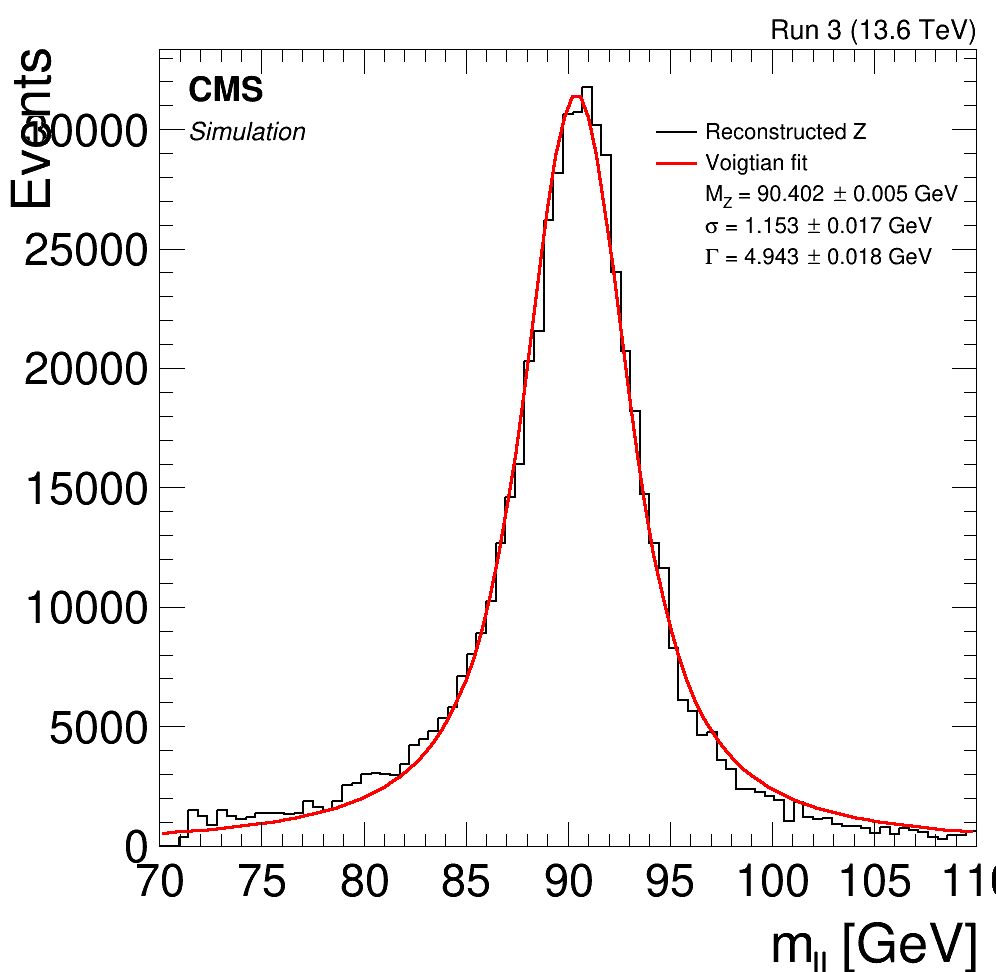 Run 3 (13.6 TeV)
Events
CMS
Simulation
Reconstructed Z
Voigtian fit
M_Z = 90.402 ± 0.005 GeV
σ = 1.153 ± 0.017 GeV
Γ = 4.943 ± 0.018 GeV
30000
25000
20000
15000
10000
5000
0
70 75 80 85 90 95 100 105 110
m_ll [GeV]